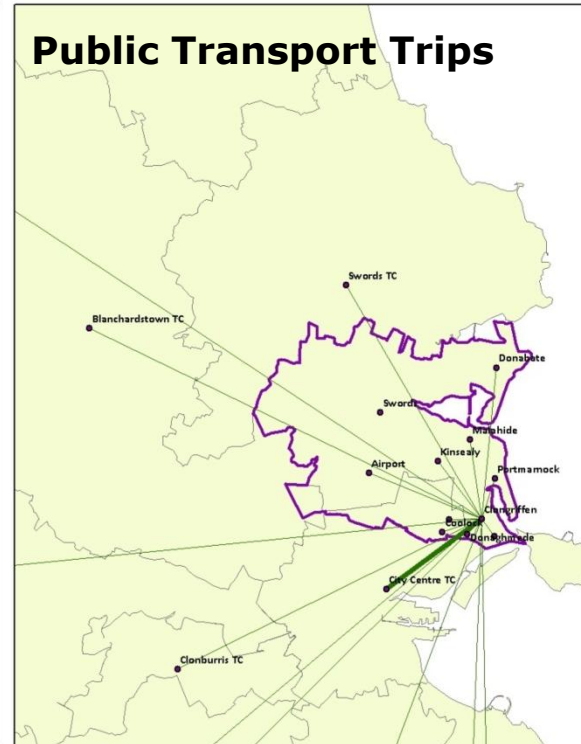 Public Transport Trips
Swords TC
Blanchardstown TC
Donabate
Swords
Malahide
Kinsealy
Airport
Portmarnock
Clongriffen
Coolock
Donaghmede
City Centre TC
Clonburris TC